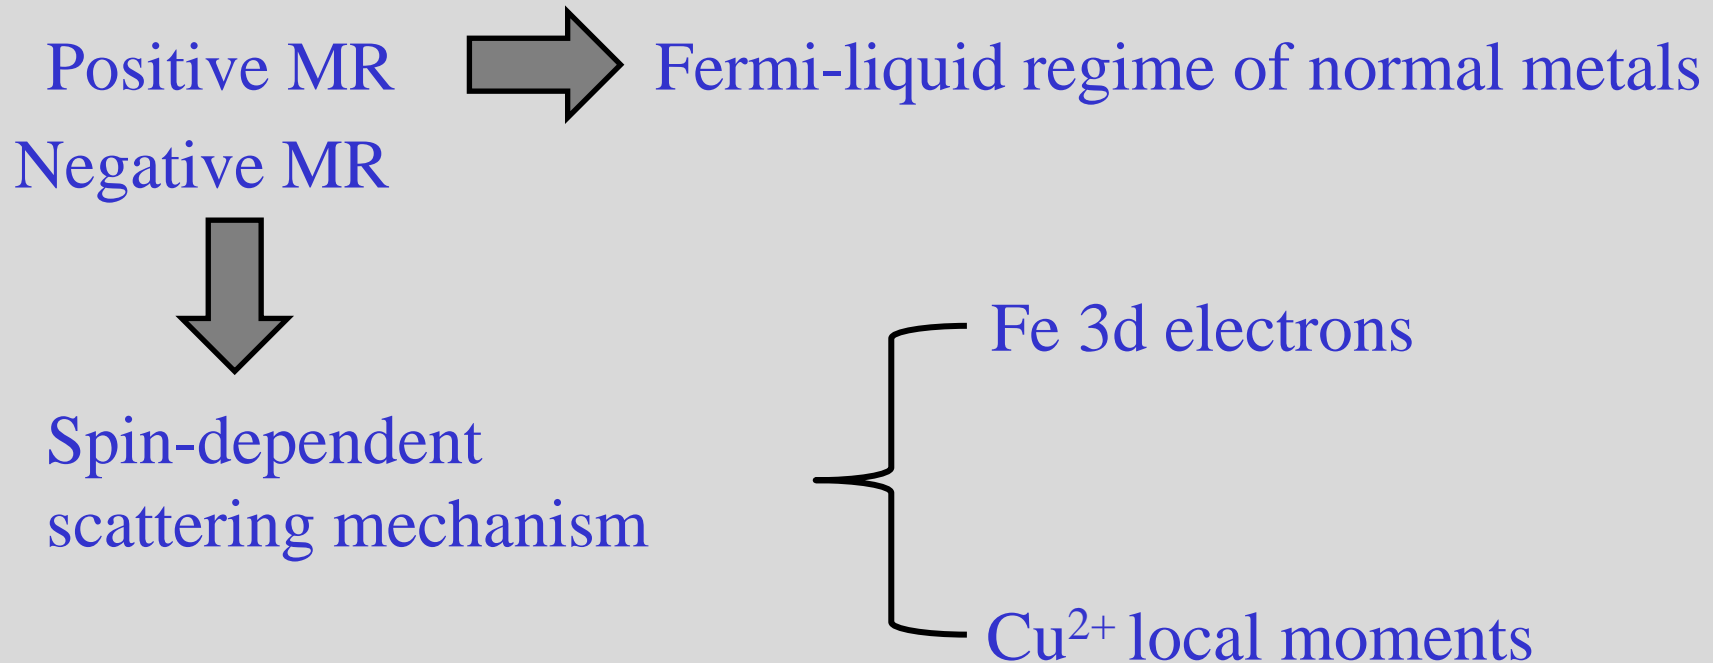 Positive MR
Fermi-liquid regime of normal metals
Negative MR
Fe 3d electrons
Spin-dependent
scattering mechanism
Cu²⁺ local moments